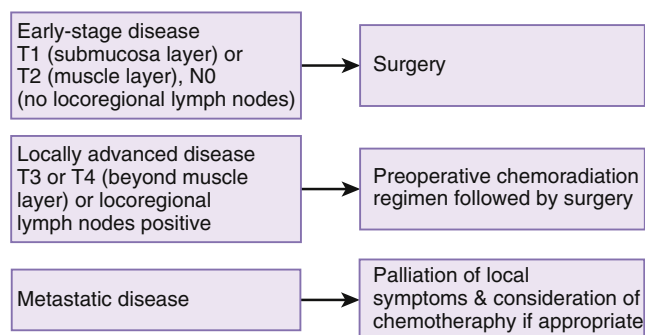 Early-stage disease
T1 (submucosa layer) or
T2 (muscle layer), N0
(no locoregional lymph nodes)
Surgery
Locally advanced disease
T3 or T4 (beyond muscle
layer) or locoregional
lymph nodes positive
Preoperative chemoradiation
regimen followed by surgery
Metastatic disease
Palliation of local
symptoms & consideration of
chemotheraphy if appropriate